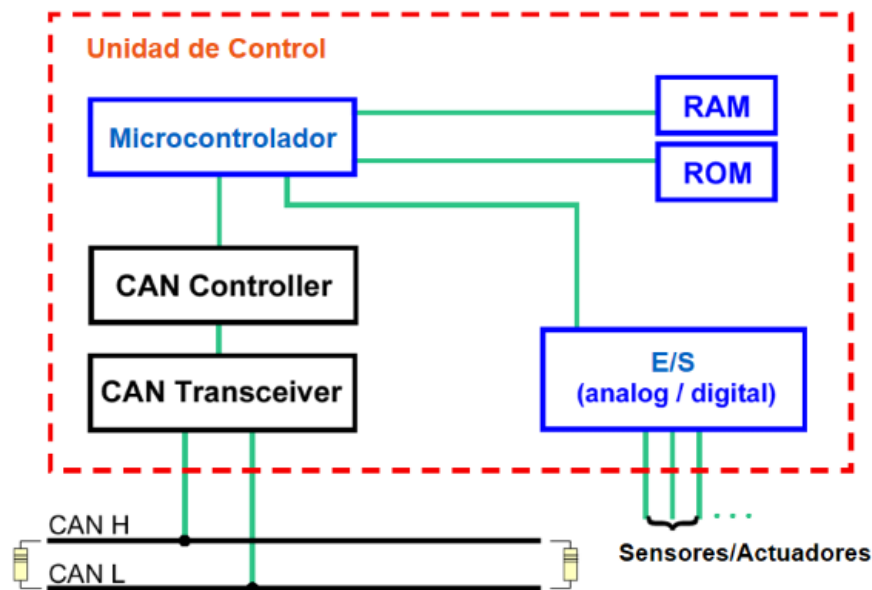 Unidad de Control
Microcontrolador
RAM
ROM
CAN Controller
CAN Transceiver
E/S
(analog / digital)
CAN H
CAN L
Sensores/Actuadores